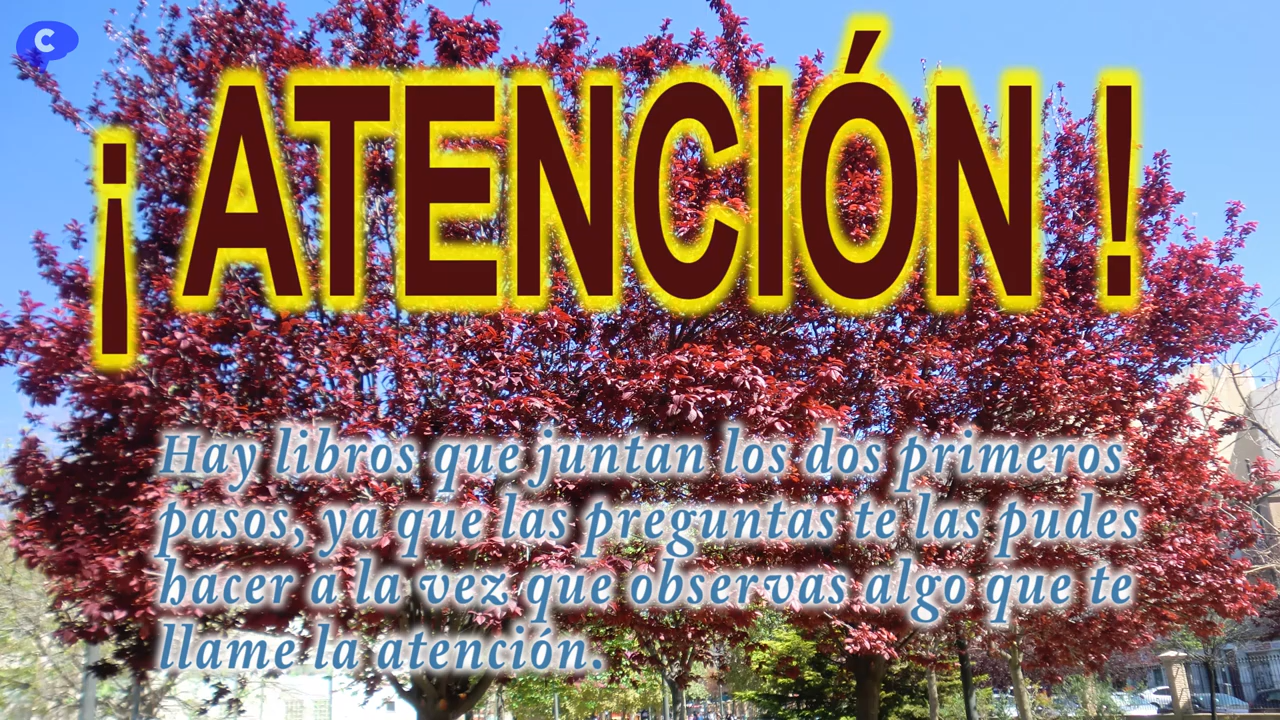 C
¡ ATENCIÓN !
Hay libros que juntan los dos primeros
pasos, ya que las preguntas te las pudes
hacer a la vez que observas algo que te
llame la atención.